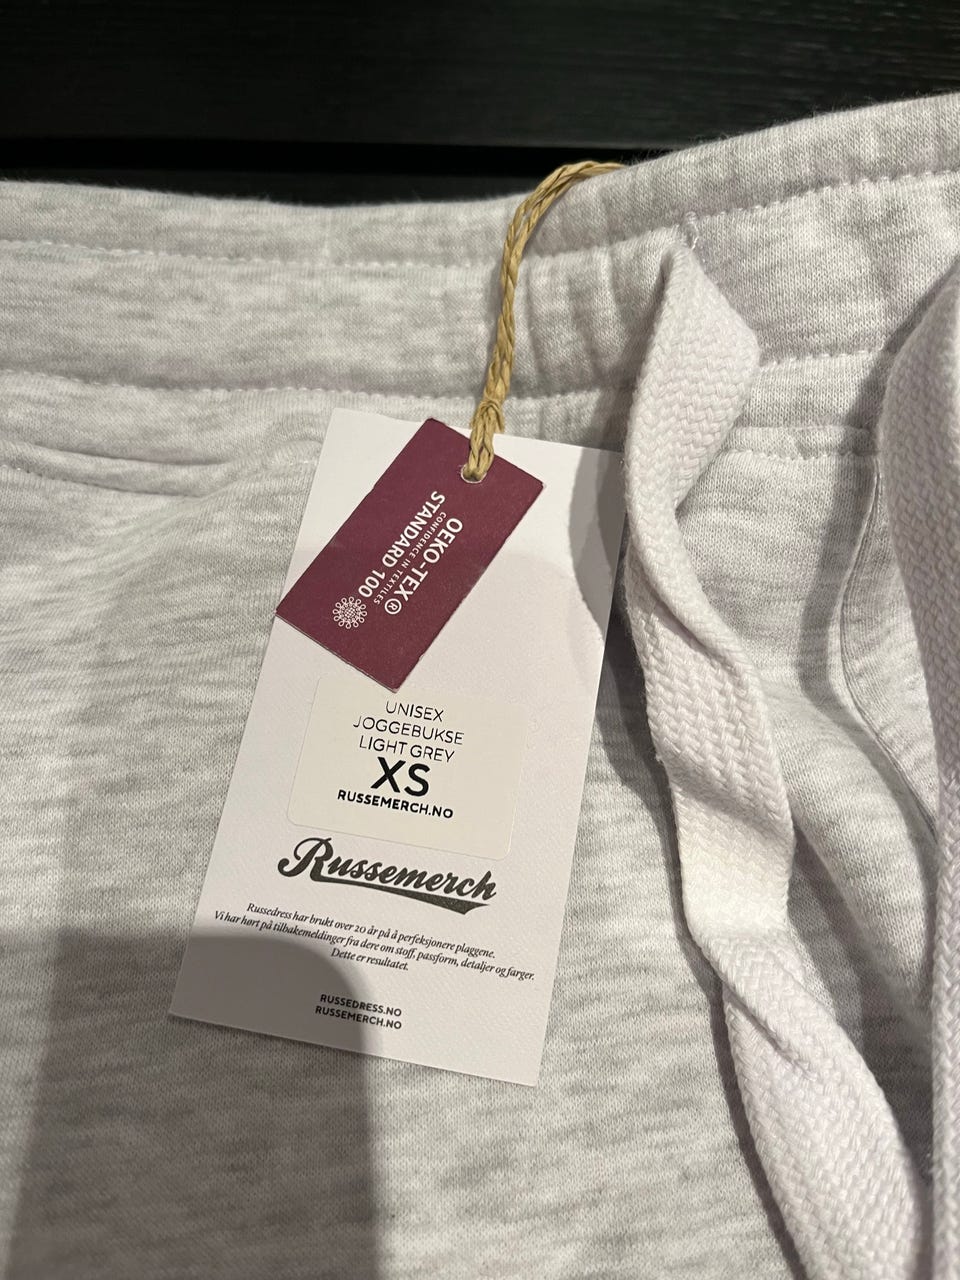 OEKO-TEX®
CONFIDENCE IN TEXTILES
STANDARD 100
UNISEX
JOGGEBUKSE
LIGHT GREY
XS
RUSSEMERCH.NO
Russemerch
Russedress har brukt over 20 år på å perfeksjonere plaggene.
Vi har hørt på tilbakemeldinger fra dere om stoff, passform, detaljer og farger.
Dette er resultatet.
RUSSEDRESS.NO
RUSSEMERCH.NO